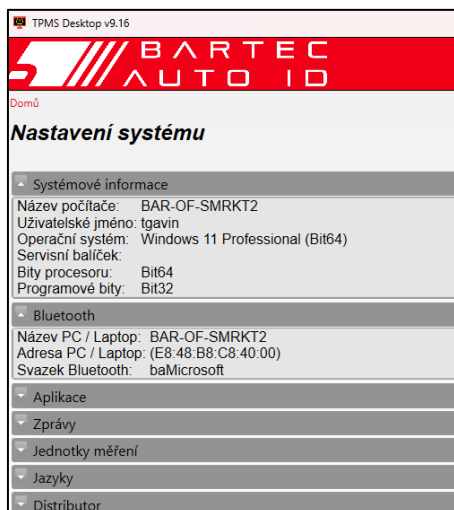 TPMS Desktop v9.16
BARTEC
AUTO ID
Domů
Nastavení systému
Systémové informace
Název počítače: BAR-OF-SMRKT2
Uživatelské jméno: tgavin
Operační systém: Windows 11 Professional (Bit64)
Servisní balíček:
Bity procesoru: Bit64
Programové bity: Bit32
Bluetooth
Název PC / Laptop: BAR-OF-SMRKT2
Adresa PC / Laptop: (E8:48:B8:C8:40:00)
Svazek Bluetooth: baMicrosoft
Aplikace
Zprávy
Jednotky měření
Jazyky
Distributor